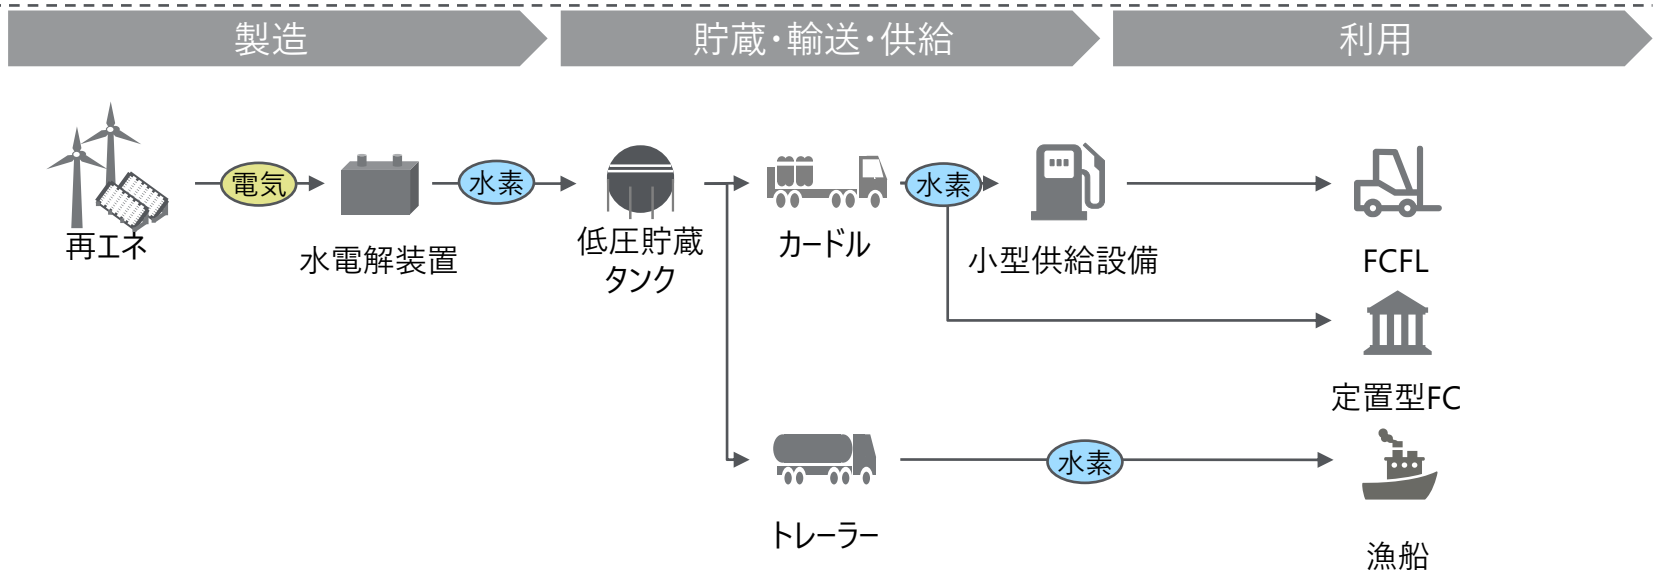 製造
貯蔵・輸送・供給
利用
電気
水素
水素
再エネ
水電解装置
低圧貯蔵
タンク
カードル
小型供給設備
FCFL
定置型FC
水素
トレーラー
漁船